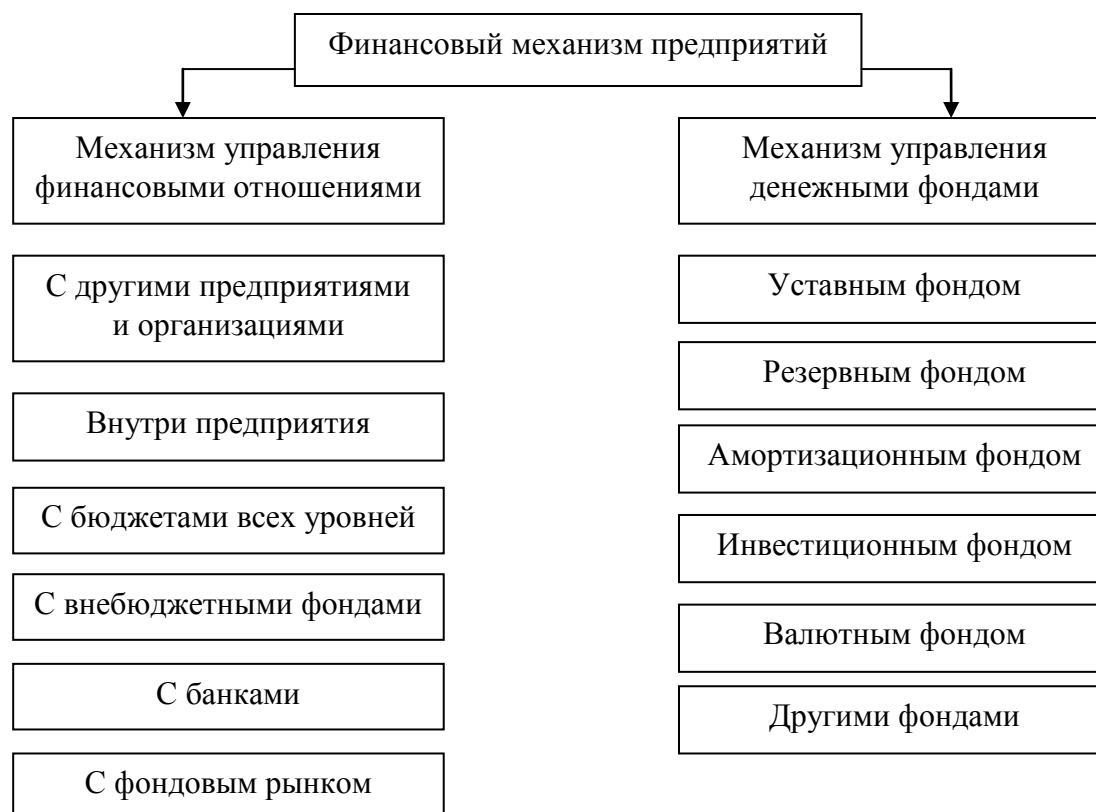 Финансовый механизм предприятий
Механизм управления
финансовыми отношениями
С другими предприятиями
и организациями
Внутри предприятия
С бюджетами всех уровней
С внебюджетными фондами
С банками
С фондовым рынком
Механизм управления
денежными фондами
Уставным фондом
Резервным фондом
Амортизационным фондом
Инвестиционным фондом
Валютным фондом
Другими фондами